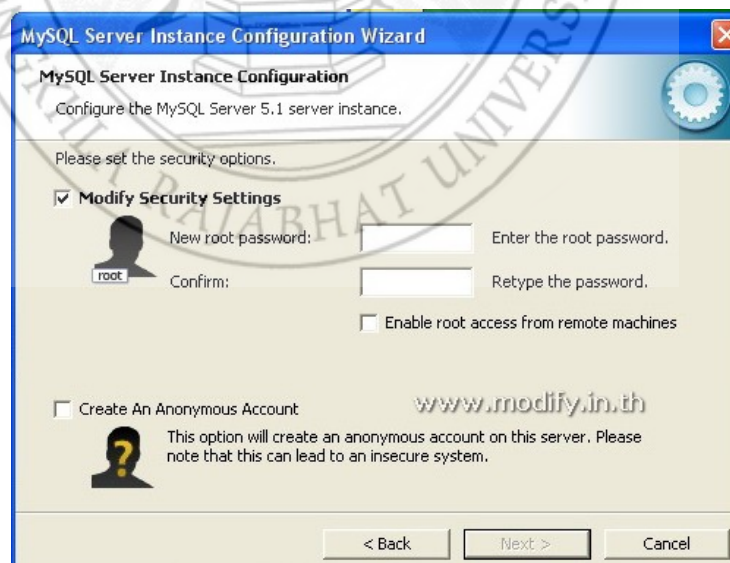 MySQL Server Instance Configuration Wizard
MySQL Server Instance Configuration
Configure the MySQL Server 5.1 server instance.
Please set the security options.
Modify Security Settings
root
New root password:
Enter the root password.
Confirm:
Retype the password.
Enable root access from remote machines
Create An Anonymous Account
www.modify.in.th
?
This option will create an anonymous account on this server. Please
note that this can lead to an insecure system.
< Back
Next >
Cancel
RAJABHAT UNIVERS